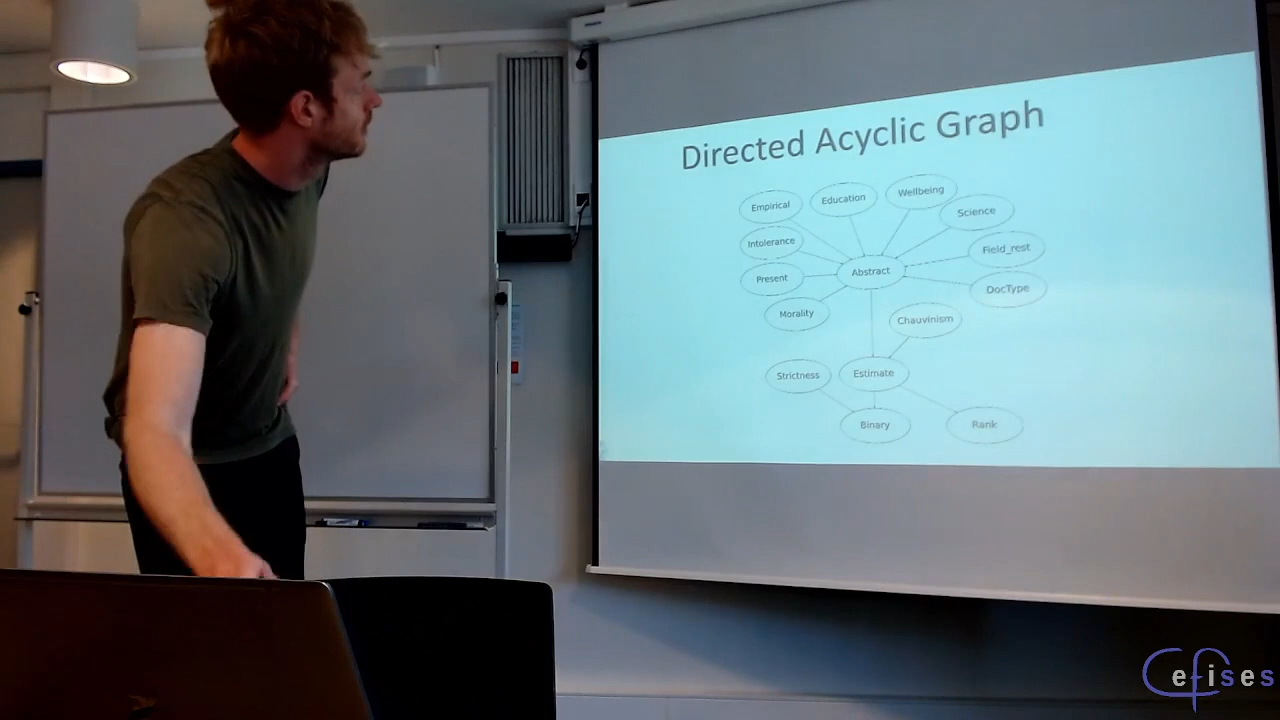 Directed Acyclic Graph
Wellbeing
Education
Empirical
Science
Intolerance
Field_rest
Abstract
Present
DocType
Morality
Chauvinism
Strictness
Estimate
Binary
Rank
efises